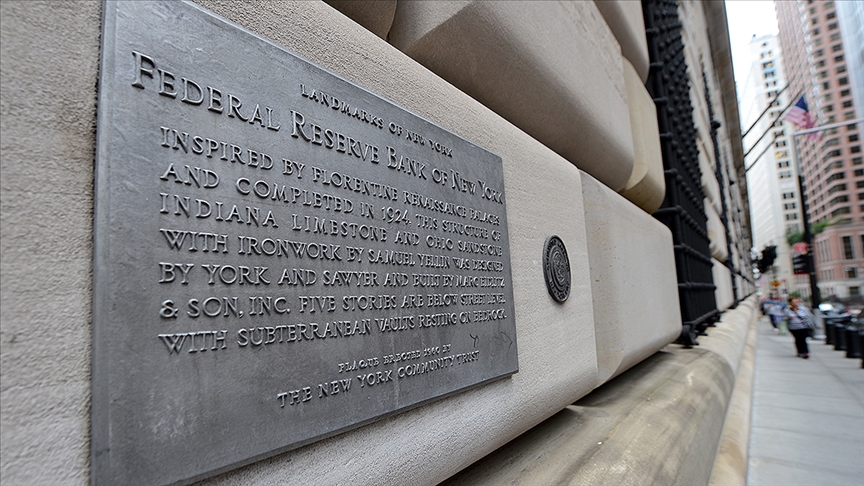 LANDMARKS OF NEW YORK
FEDERAL RESERVE BANK OF NEW YORK
INSPIRED BY FLORENTINE RENAISSANCE PALACES
AND COMPLETED IN 1924, THIS STRUCTURE OF
INDIANA LIMESTONE AND OHIO SANDSTONE
WITH IRONWORK BY SAMUEL YELLIN WAS DESIGNED
BY YORK AND SAWYER AND BUILT BY MARC EIDLITZ
& SON, INC. FIVE STORIES ARE BELOW STREET LEVEL
WITH SUBTERRANEAN VAULTS RESTING ON BEDROCK.
PLAQUE ERECTED 1960 BY
THE NEW YORK COMMUNITY TRUST